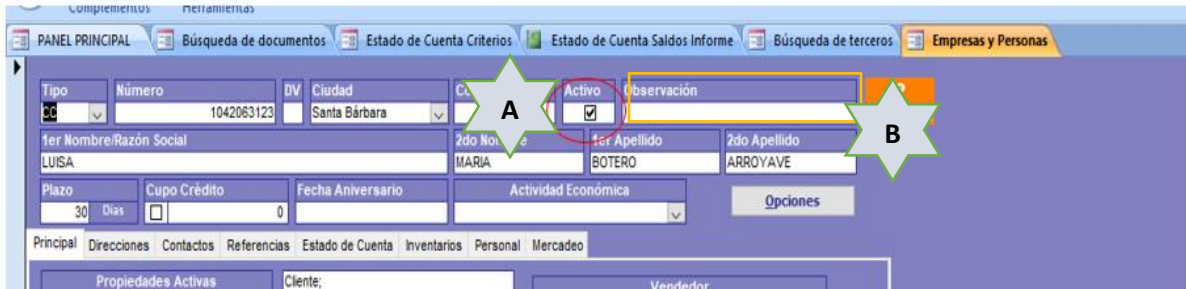 Complementos Herramientas
PANEL PRINCIPAL Búsqueda de documentos Estado de Cuenta Criterios Estado de Cuenta Saldos Informe Búsqueda de terceros Empresas y Personas
Tipo Número DV Ciudad Activo Observación
CC 1042063123 Santa Bárbara
A
B
1er Nombre/Razón Social 2do Nombre 1er Apellido 2do Apellido
LUISA MARIA BOTERO ARROYAVE
Plazo Cupo Crédito Fecha Aniversario Actividad Económica
30 Días 0 Opciones
Principal Direcciones Contactos Referencias Estado de Cuenta Inventarios Personal Mercadeo
Propiedades Activas Cliente; Vendedor